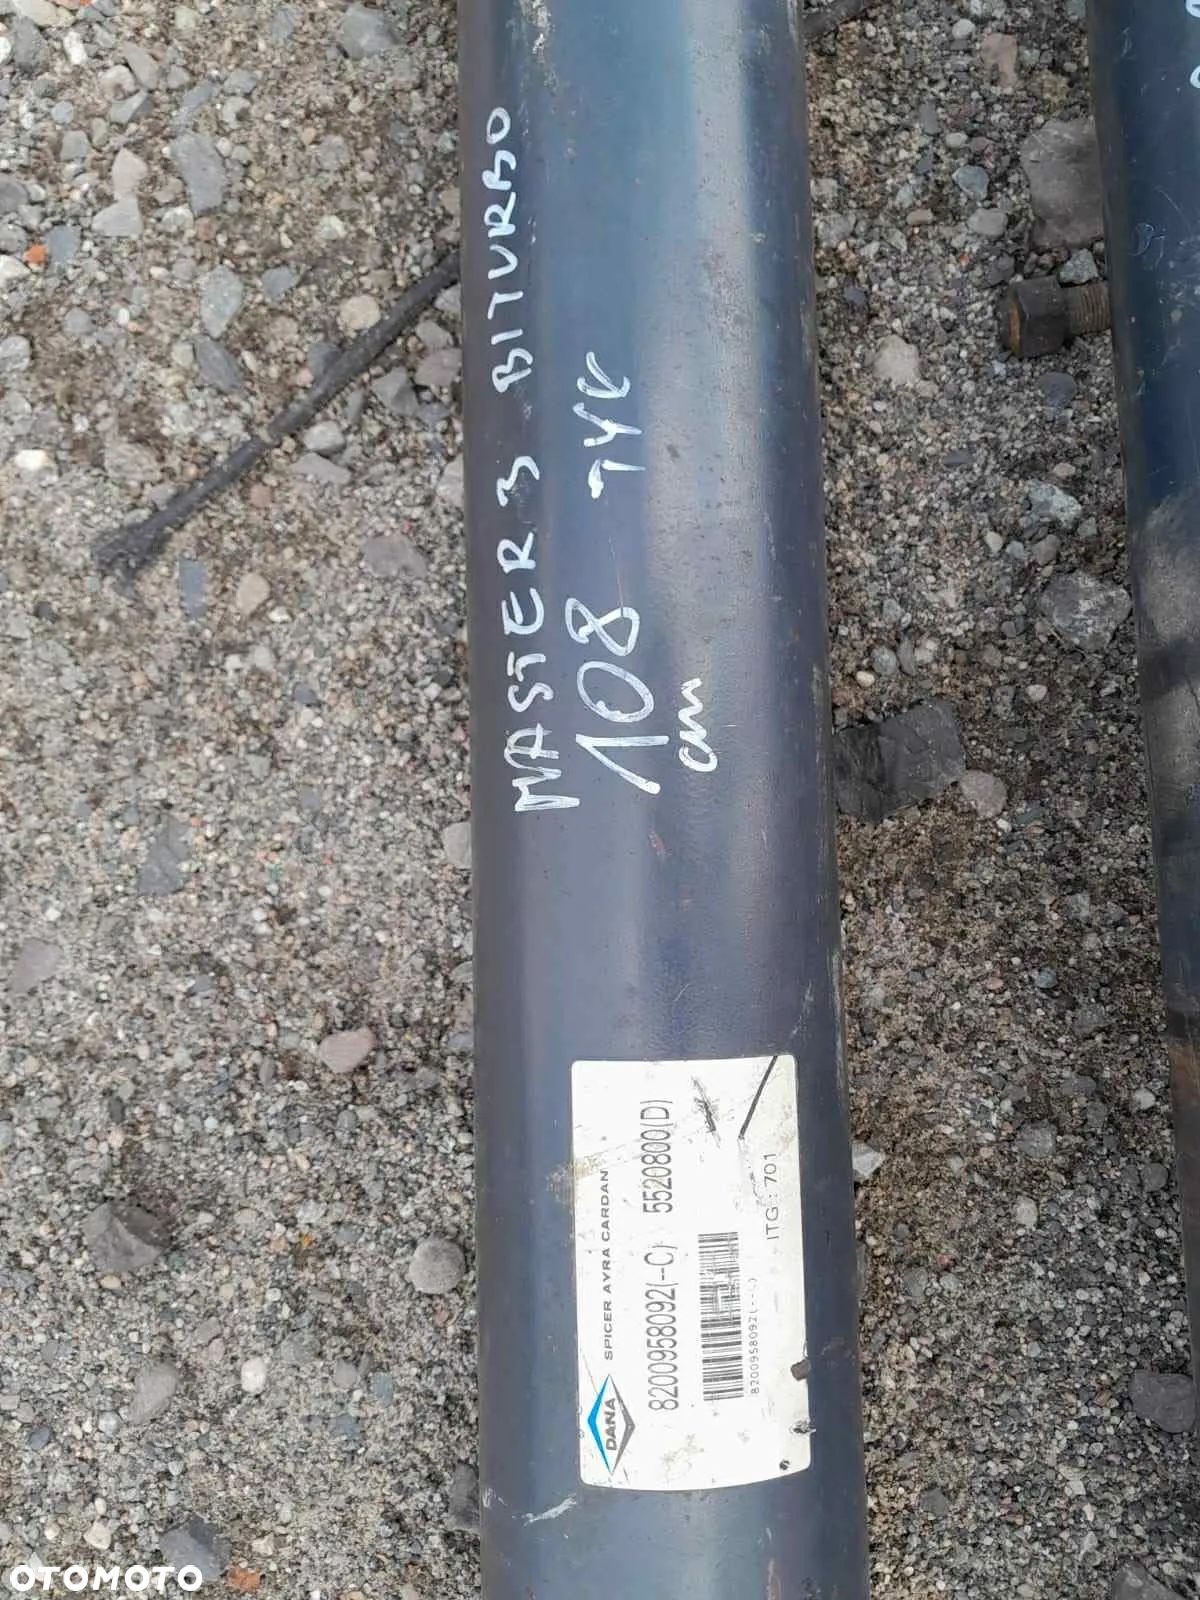 MASTER 3 BITURBO
108 TYŁ
cm
SPICER AYRA CARDAN
DANA
8200958092(--C) 5520800(D)
8200958092(--C)
ITG: 701
OTOMOTO